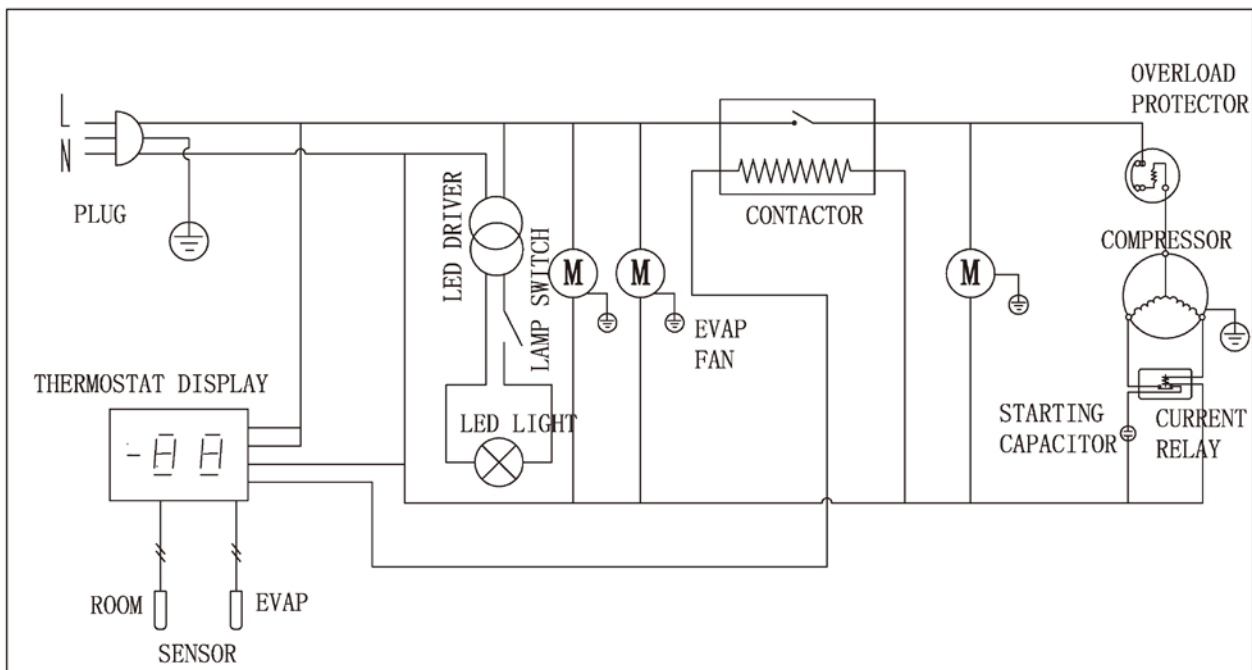 L
N
PLUG
LED DRIVER
LAMP SWITCH
M
M
EVAP
FAN
CONTACTOR
M
OVERLOAD
PROTECTOR
COMPRESSOR
THERMOSTAT DISPLAY
-88
LED LIGHT
STARTING
CAPACITOR
CURRENT
RELAY
ROOM
EVAP
SENSOR